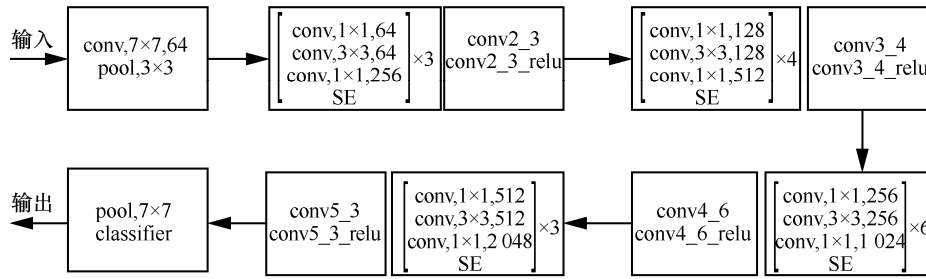 输入
conv,7×7,64
pool,3×3
conv,1×1,64
conv,3×3,64
conv,1×1,256
SE
×3
conv2_3
conv2_3_relu
conv,1×1,128
conv,3×3,128
conv,1×1,512
SE
×4
conv3_4
conv3_4_relu
输出
pool,7×7
classifier
conv5_3
conv5_3_relu
conv,1×1,512
conv,3×3,512
conv,1×1,2 048
SE
×3
conv4_6
conv4_6_relu
conv,1×1,256
conv,3×3,256
conv,1×1,1 024
SE
×6